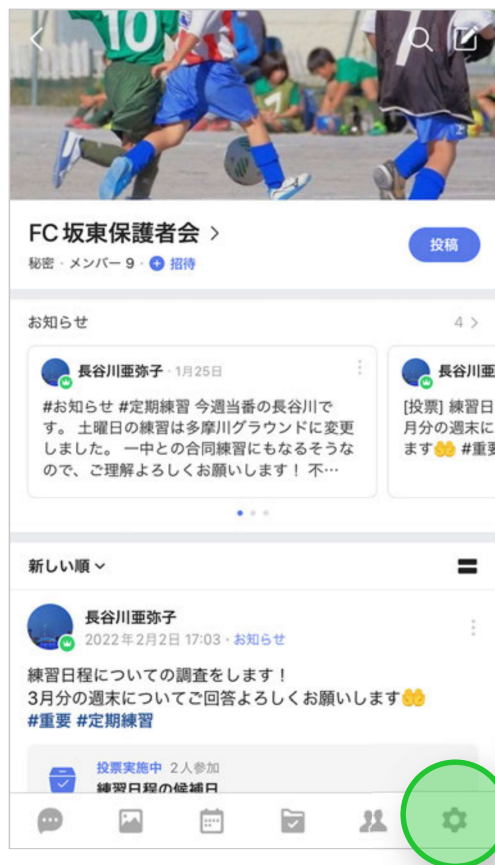 10
7
FC坂東保護者会 >
秘密・メンバー 9・招待
投稿
お知らせ
4 >
長谷川亜弥子・1月25日
#お知らせ #定期練習 今週当番の長谷川で
す。 土曜日の練習は多摩川グラウンドに変更
しました。 一中との合同練習にもなるそうな
ので、ご理解よろしくお願いします！ 不…
長谷川亜
[投票] 練習日
月分の週末に
ます🤲 #重要
新しい順
長谷川亜弥子
2022年2月2日 17:03・お知らせ
練習日程についての調査をします！
3月分の週末についてご回答よろしくお願いします🤲
#重要 #定期練習
投票実施中 2人参加
練習日程の候補日